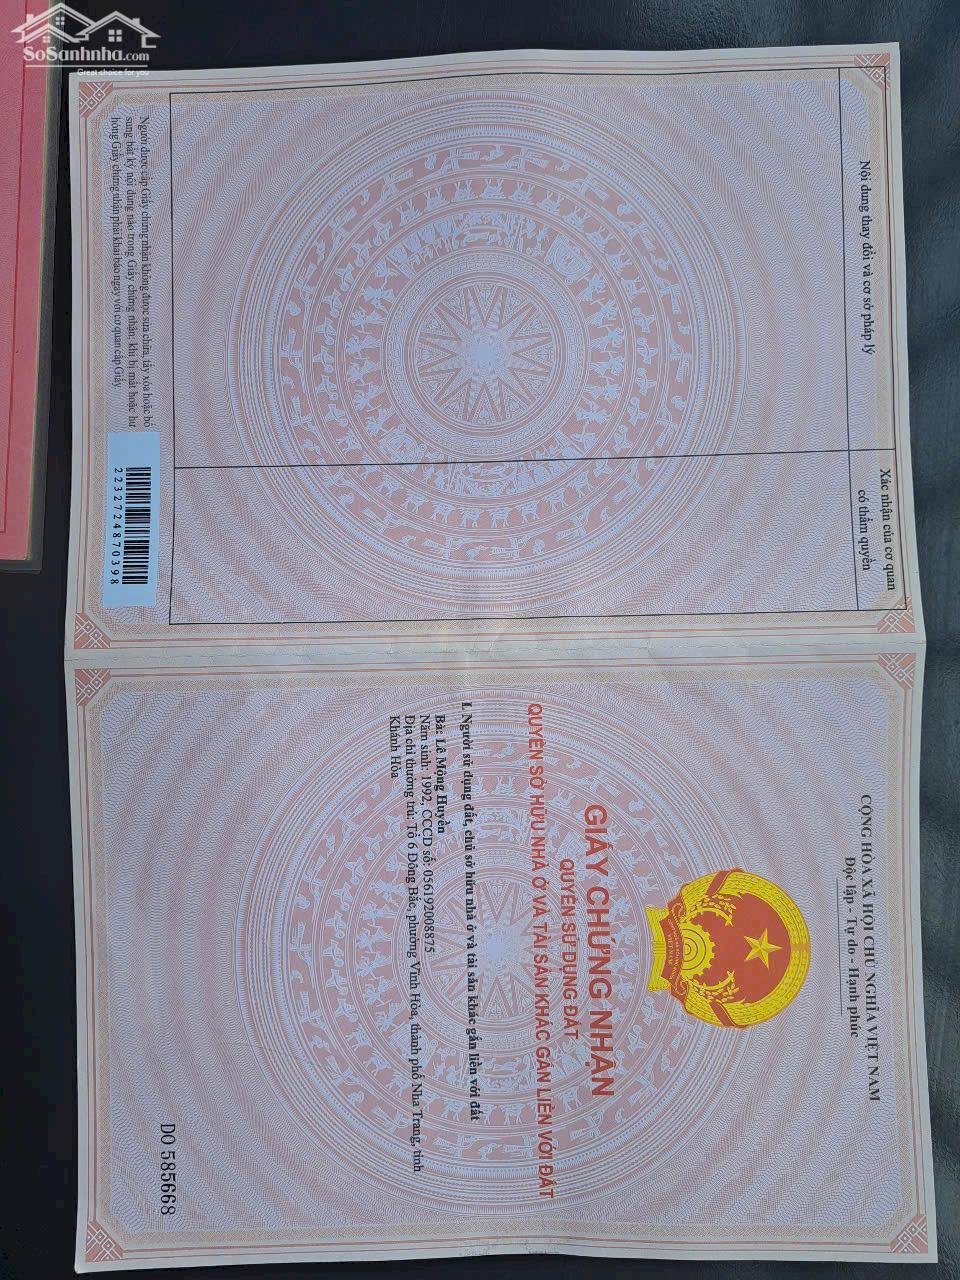 SoSanhnha.com
Great choice for you
Nội dung thay đổi và cơ sở pháp lý
Xác nhận của cơ quan
có thẩm quyền
Người được cấp Giấy chứng nhận không được sửa chữa, tẩy xóa hoặc bổ
sung bất kỳ nội dung nào trong Giấy chứng nhận; khi bị mất hoặc hư
hỏng Giấy chứng nhận phải khai báo ngay với cơ quan cấp Giấy.
2232724870398
CỘNG HÒA XÃ HỘI CHỦ NGHĨA VIỆT NAM
Độc lập - Tự do - Hạnh phúc
VIỆT NAM
GIẤY CHỨNG NHẬN
QUYỀN SỬ DỤNG ĐẤT
QUYỀN SỞ HỮU NHÀ Ở VÀ TÀI SẢN KHÁC GẮN LIỀN VỚI ĐẤT
I. Người sử dụng đất, chủ sở hữu nhà ở và tài sản khác gắn liền với đất
Bà: Lê Mộng Huyền
Năm sinh: 1992, CCCD số: 056192008875
Địa chỉ thường trú: Tổ 6 Đông Bắc, phường Vĩnh Hòa, thành phố Nha Trang, tỉnh
Khánh Hòa
DO 585668